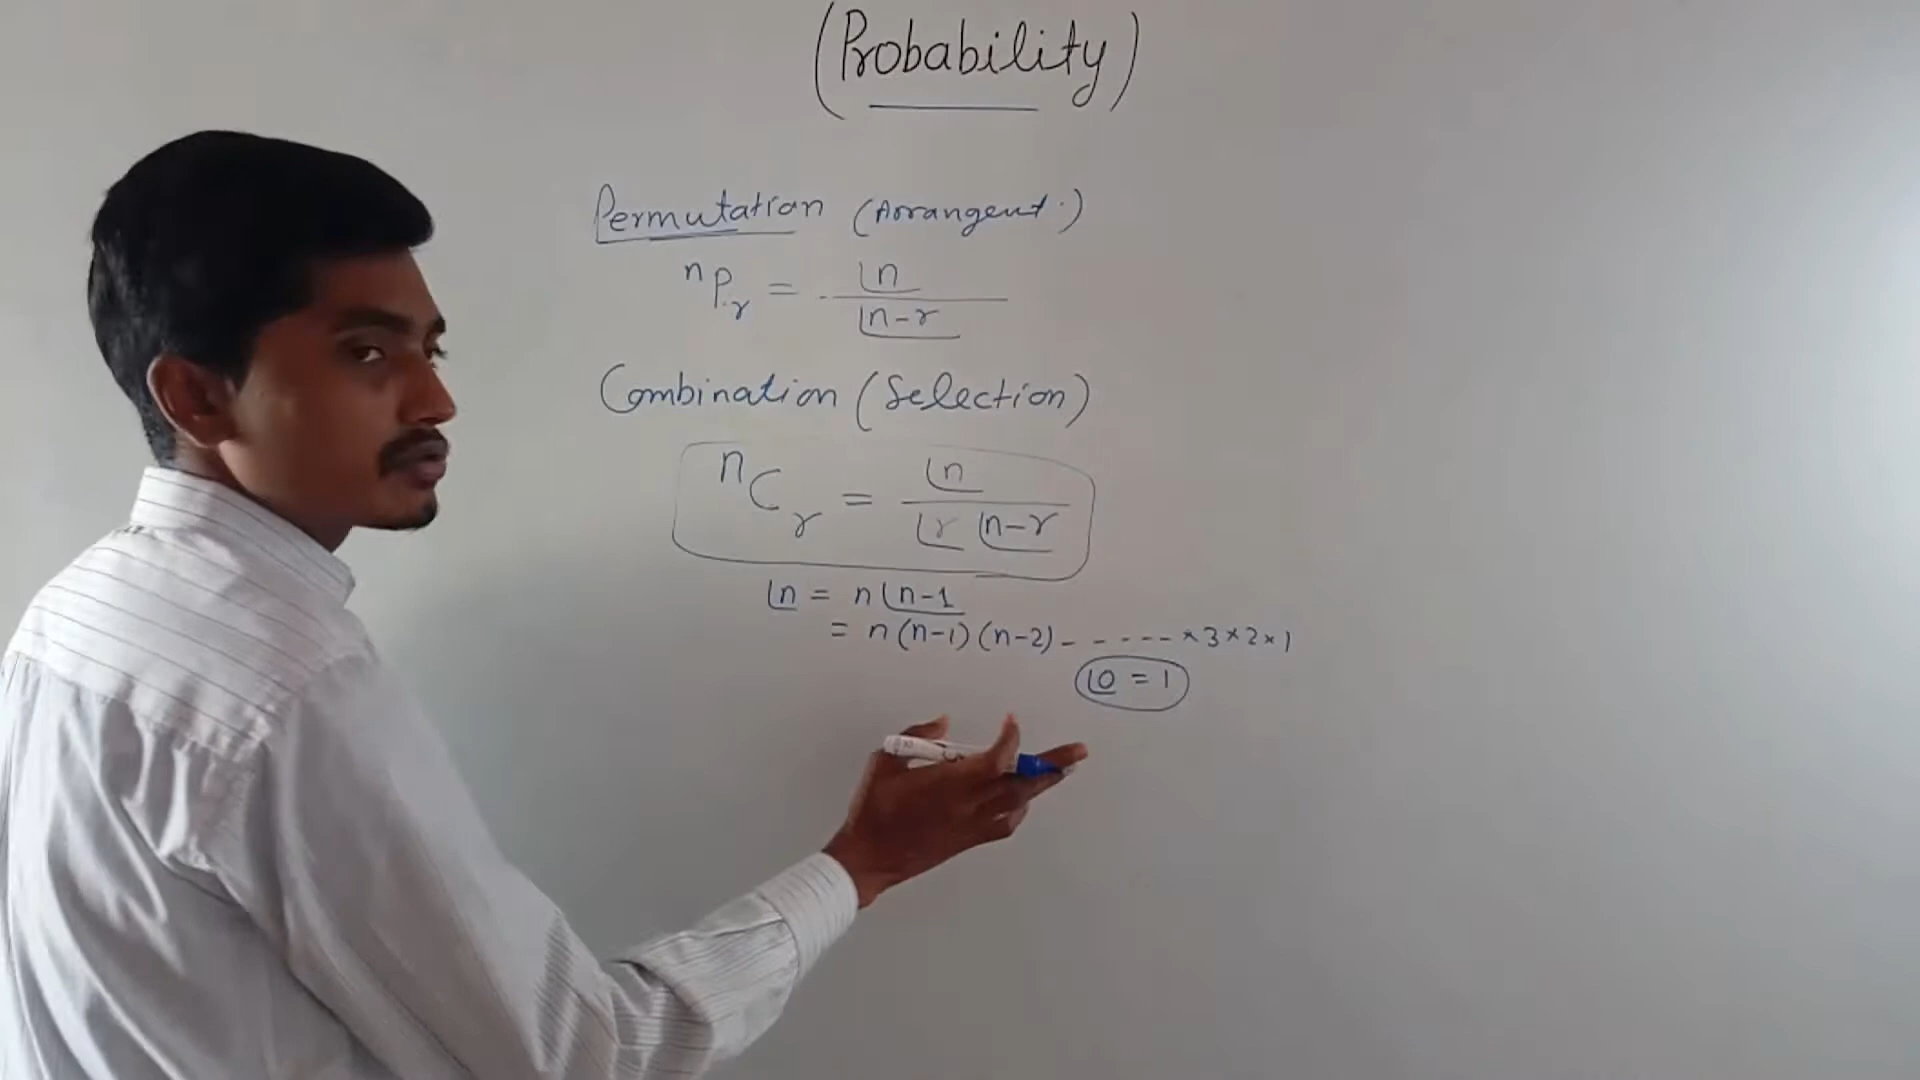 (Probability)
Permutation (Arrangent.)
ⁿPᵣ = |n / |n-r
Combination (Selection)
ⁿCᵣ = |n / |r |n-r
|n = n |n-1
= n(n-1)(n-2)------×3×2×1
|0 = 1